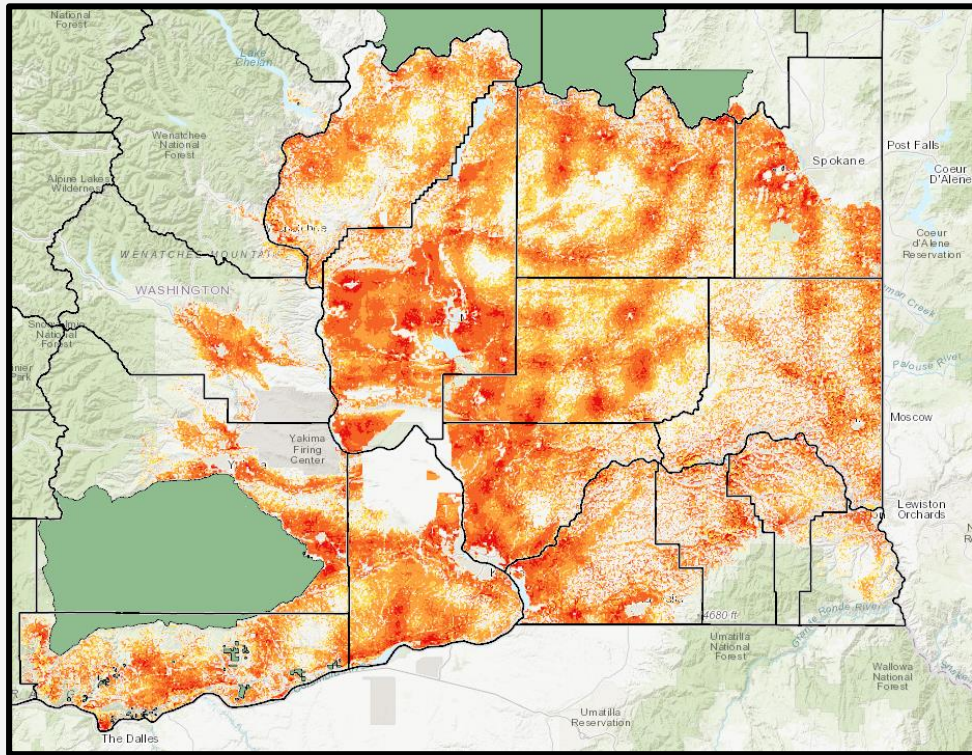 National
Forest
Lake
Chelan
Wenatchee
National
Forest
Spokane
Post Falls
Coeur
D'Alene
Alpine Lakes
Wilderness
Coeur
d'Alene
Reservation
WENATCHEE MOUNTAI
WASHINGTON
National
Forest
Park
Palouse River
Moscow
Yakima
Firing
Center
Lewiston
Orchards
4680 ft
Grande Ronde River
Umatilla
National
Forest
Wallowa
National
Forest
Umatilla
Reservation
The Dalles